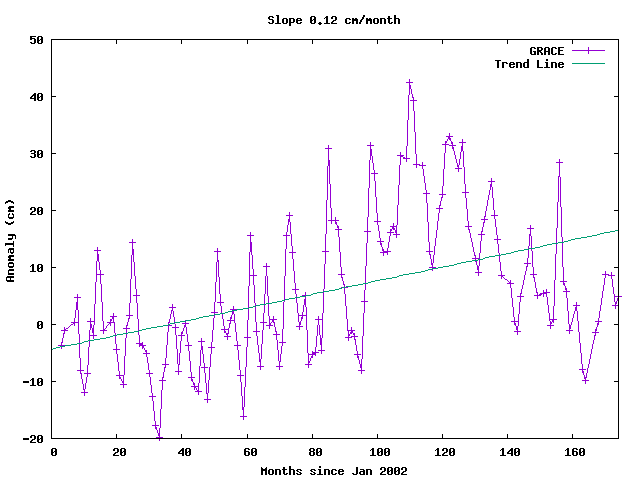 Slope 0.12 cm/month
GRACE
Trend Line
50
40
30
20
10
0
-10
-20
Anomaly (cm)
0 20 40 60 80 100 120 140 160
Months since Jan 2002